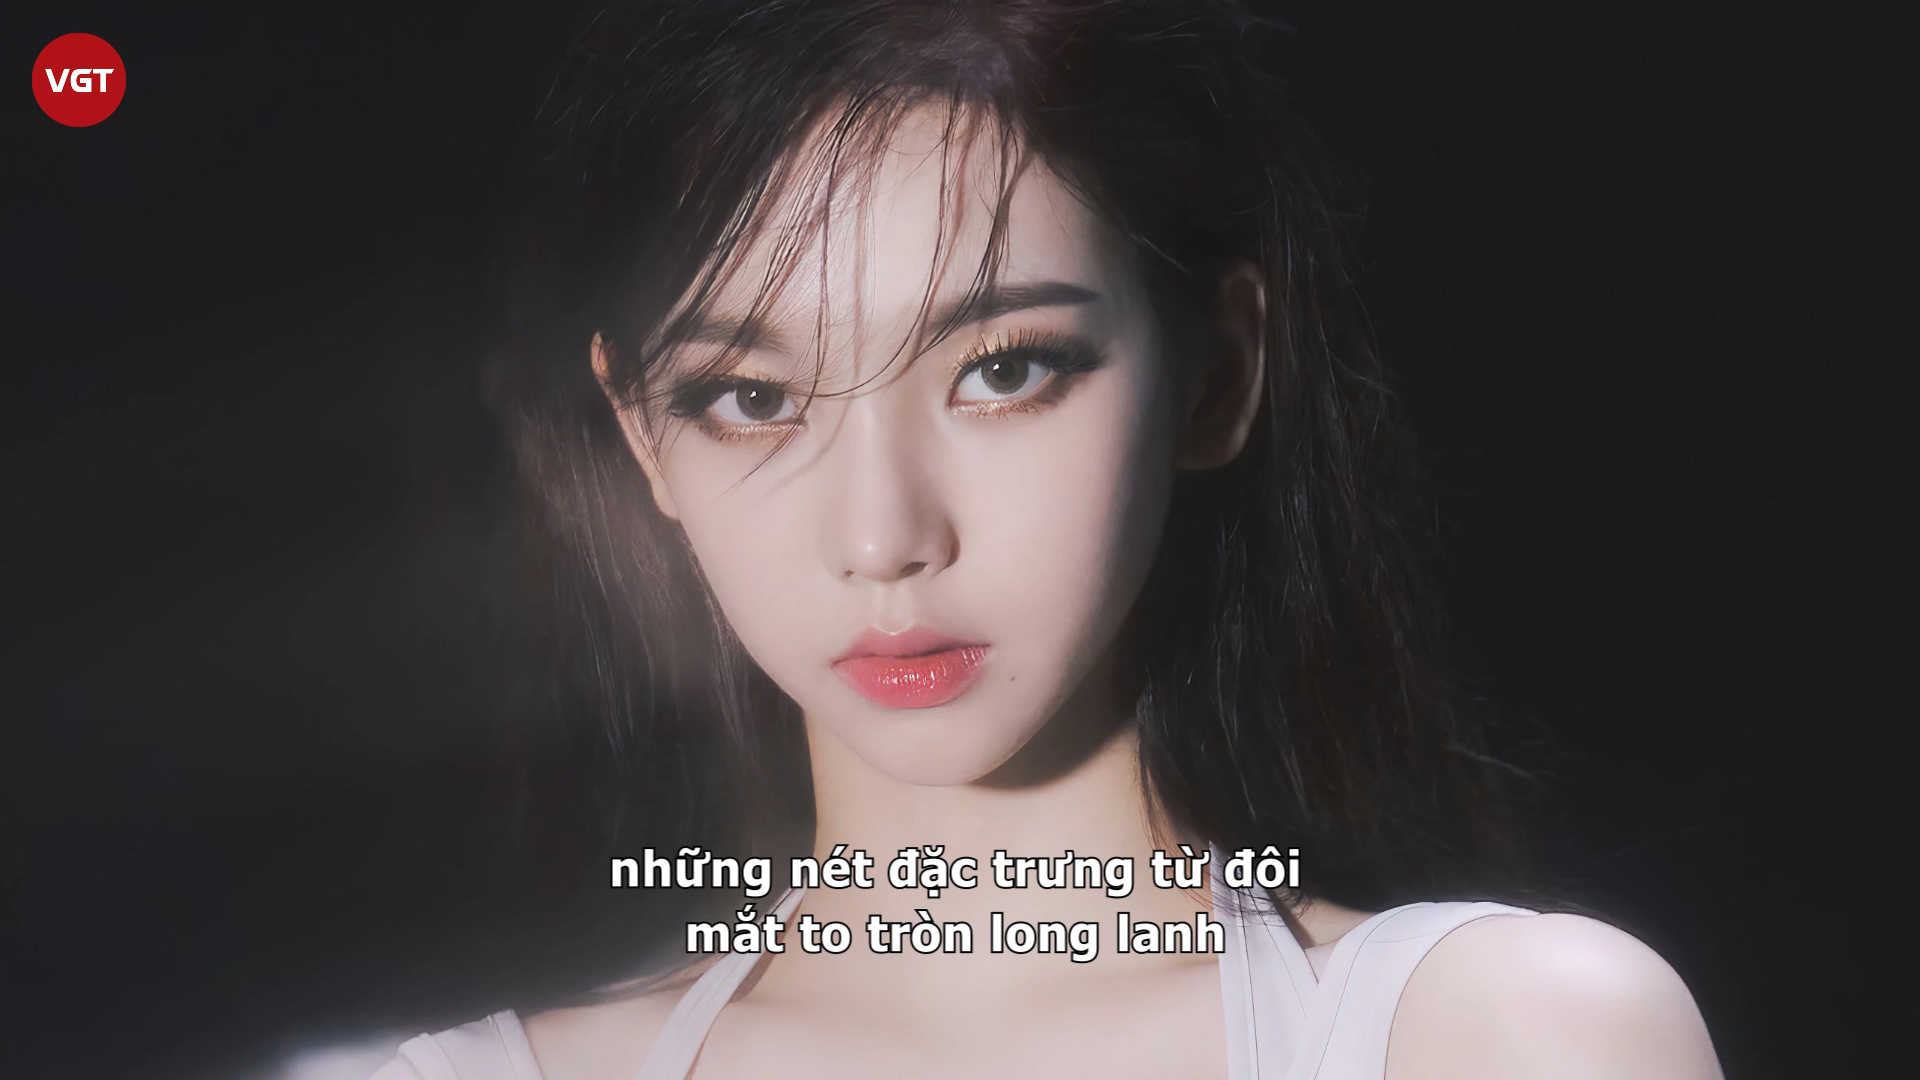 VGT
những nét đặc trưng từ đôi
mắt to tròn long lanh